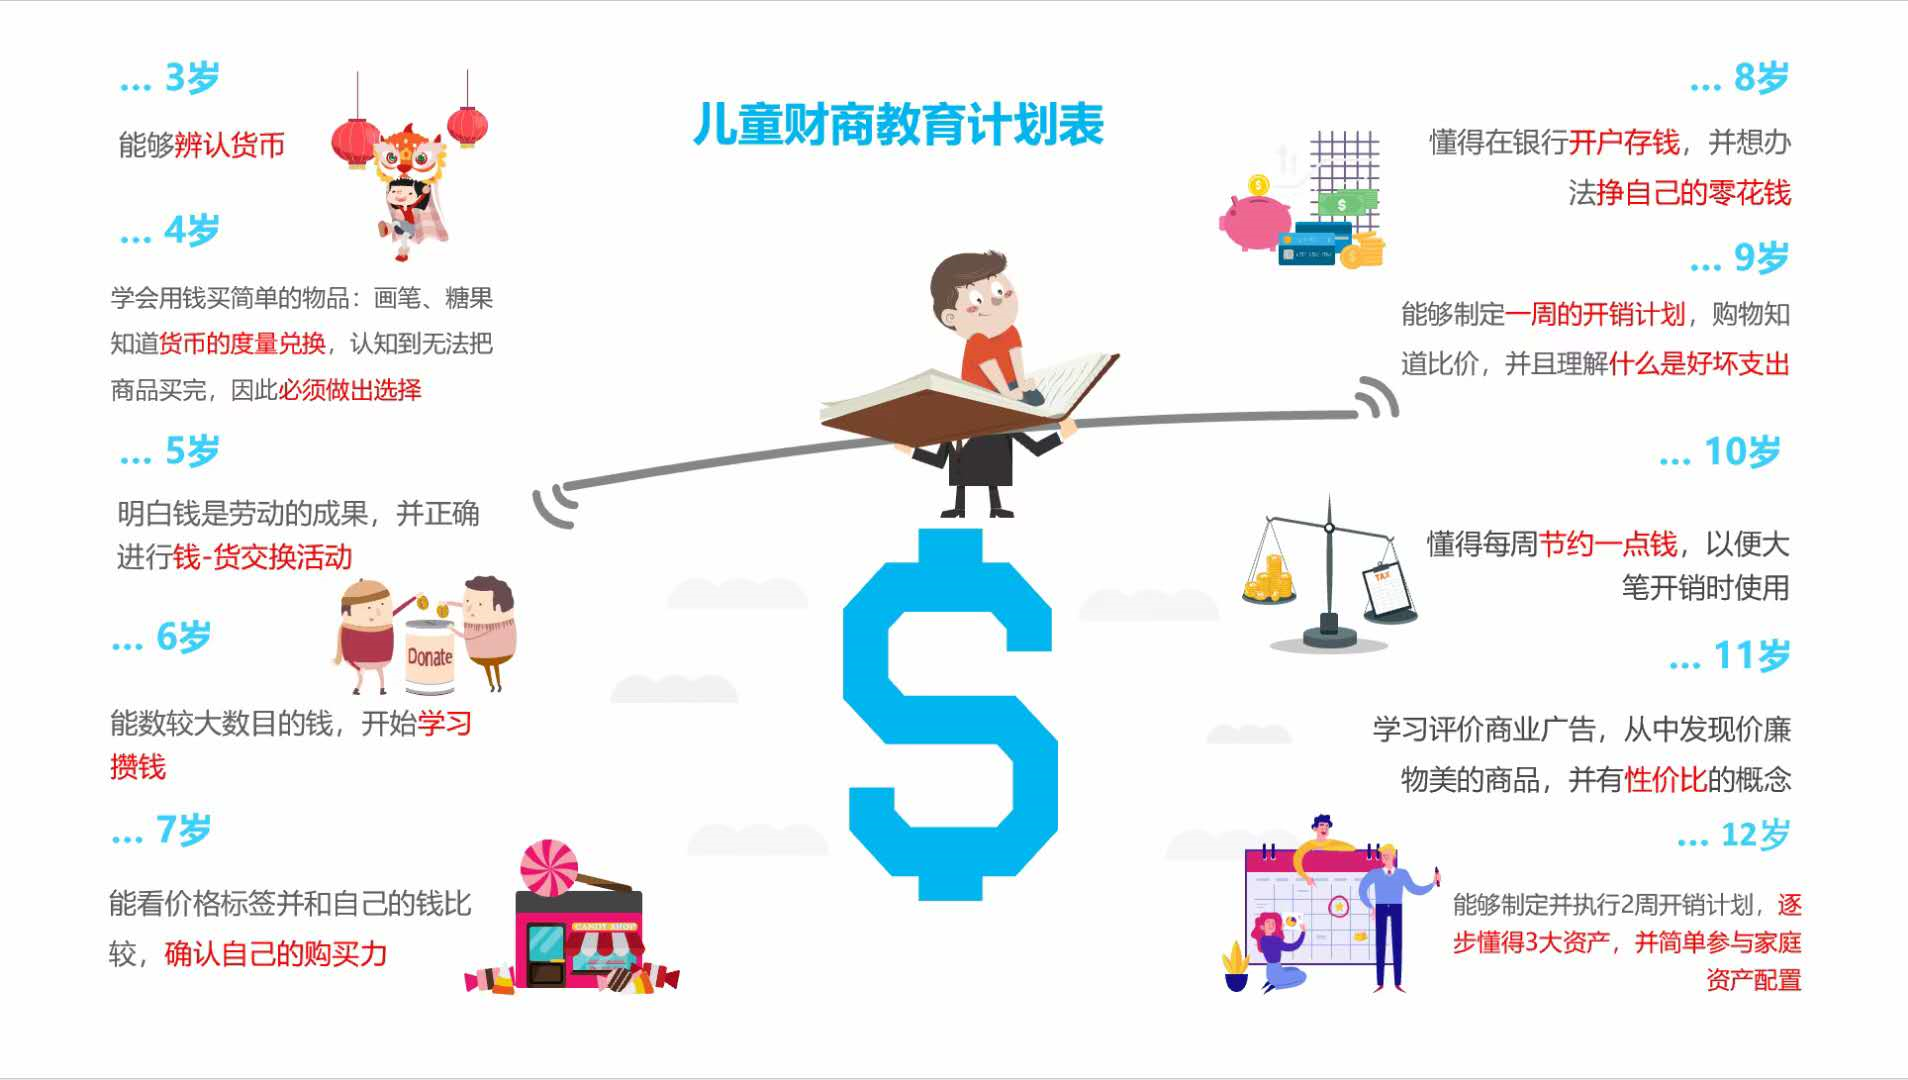 儿童财商教育计划表
... 3岁
能够辨认货币
... 4岁
学会用钱买简单的物品：画笔、糖果
知道货币的度量兑换，认知到无法把
商品买完，因此必须做出选择
... 5岁
明白钱是劳动的成果，并正确
进行钱-货交换活动
Donate
... 6岁
能数较大数目的钱，开始学习
攒钱
... 7岁
能看价格标签并和自己的钱比
较，确认自己的购买力
CANDY SHOP
... 8岁
懂得在银行开户存钱，并想办
法挣自己的零花钱
... 9岁
能够制定一周的开销计划，购物知
道比价，并且理解什么是好坏支出
... 10岁
懂得每周节约一点钱，以便大
笔开销时使用
TAX
... 11岁
学习评价商业广告，从中发现价廉
物美的商品，并有性价比的概念
... 12岁
能够制定并执行2周开销计划，逐
步懂得3大资产，并简单参与家庭
资产配置